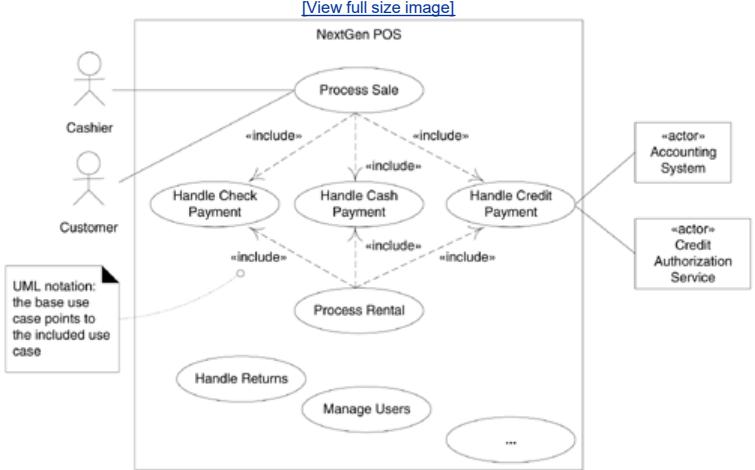 [View full size image]
NextGen POS
Process Sale
Cashier
«include»
«include»
«include»
«actor»
Accounting
System
Customer
Handle Check
Payment
Handle Cash
Payment
Handle Credit
Payment
«actor»
Credit
Authorization
Service
«include»
«include»
«include»
UML notation:
the base use
case points to
the included use
case
Process Rental
Handle Returns
Manage Users
...